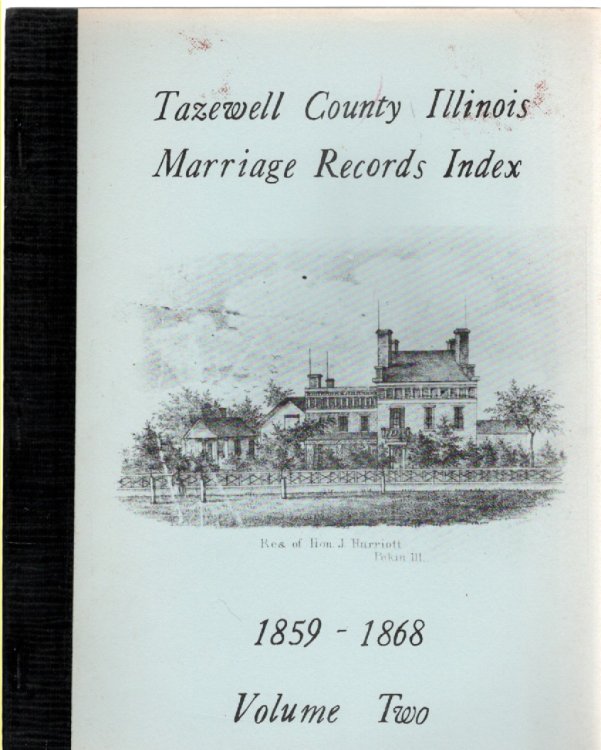 Tazewell County Illinois
Marriage Records Index
Res of Hon. J. Harriott
Pekin Ill.
1859 - 1868
Volume Two